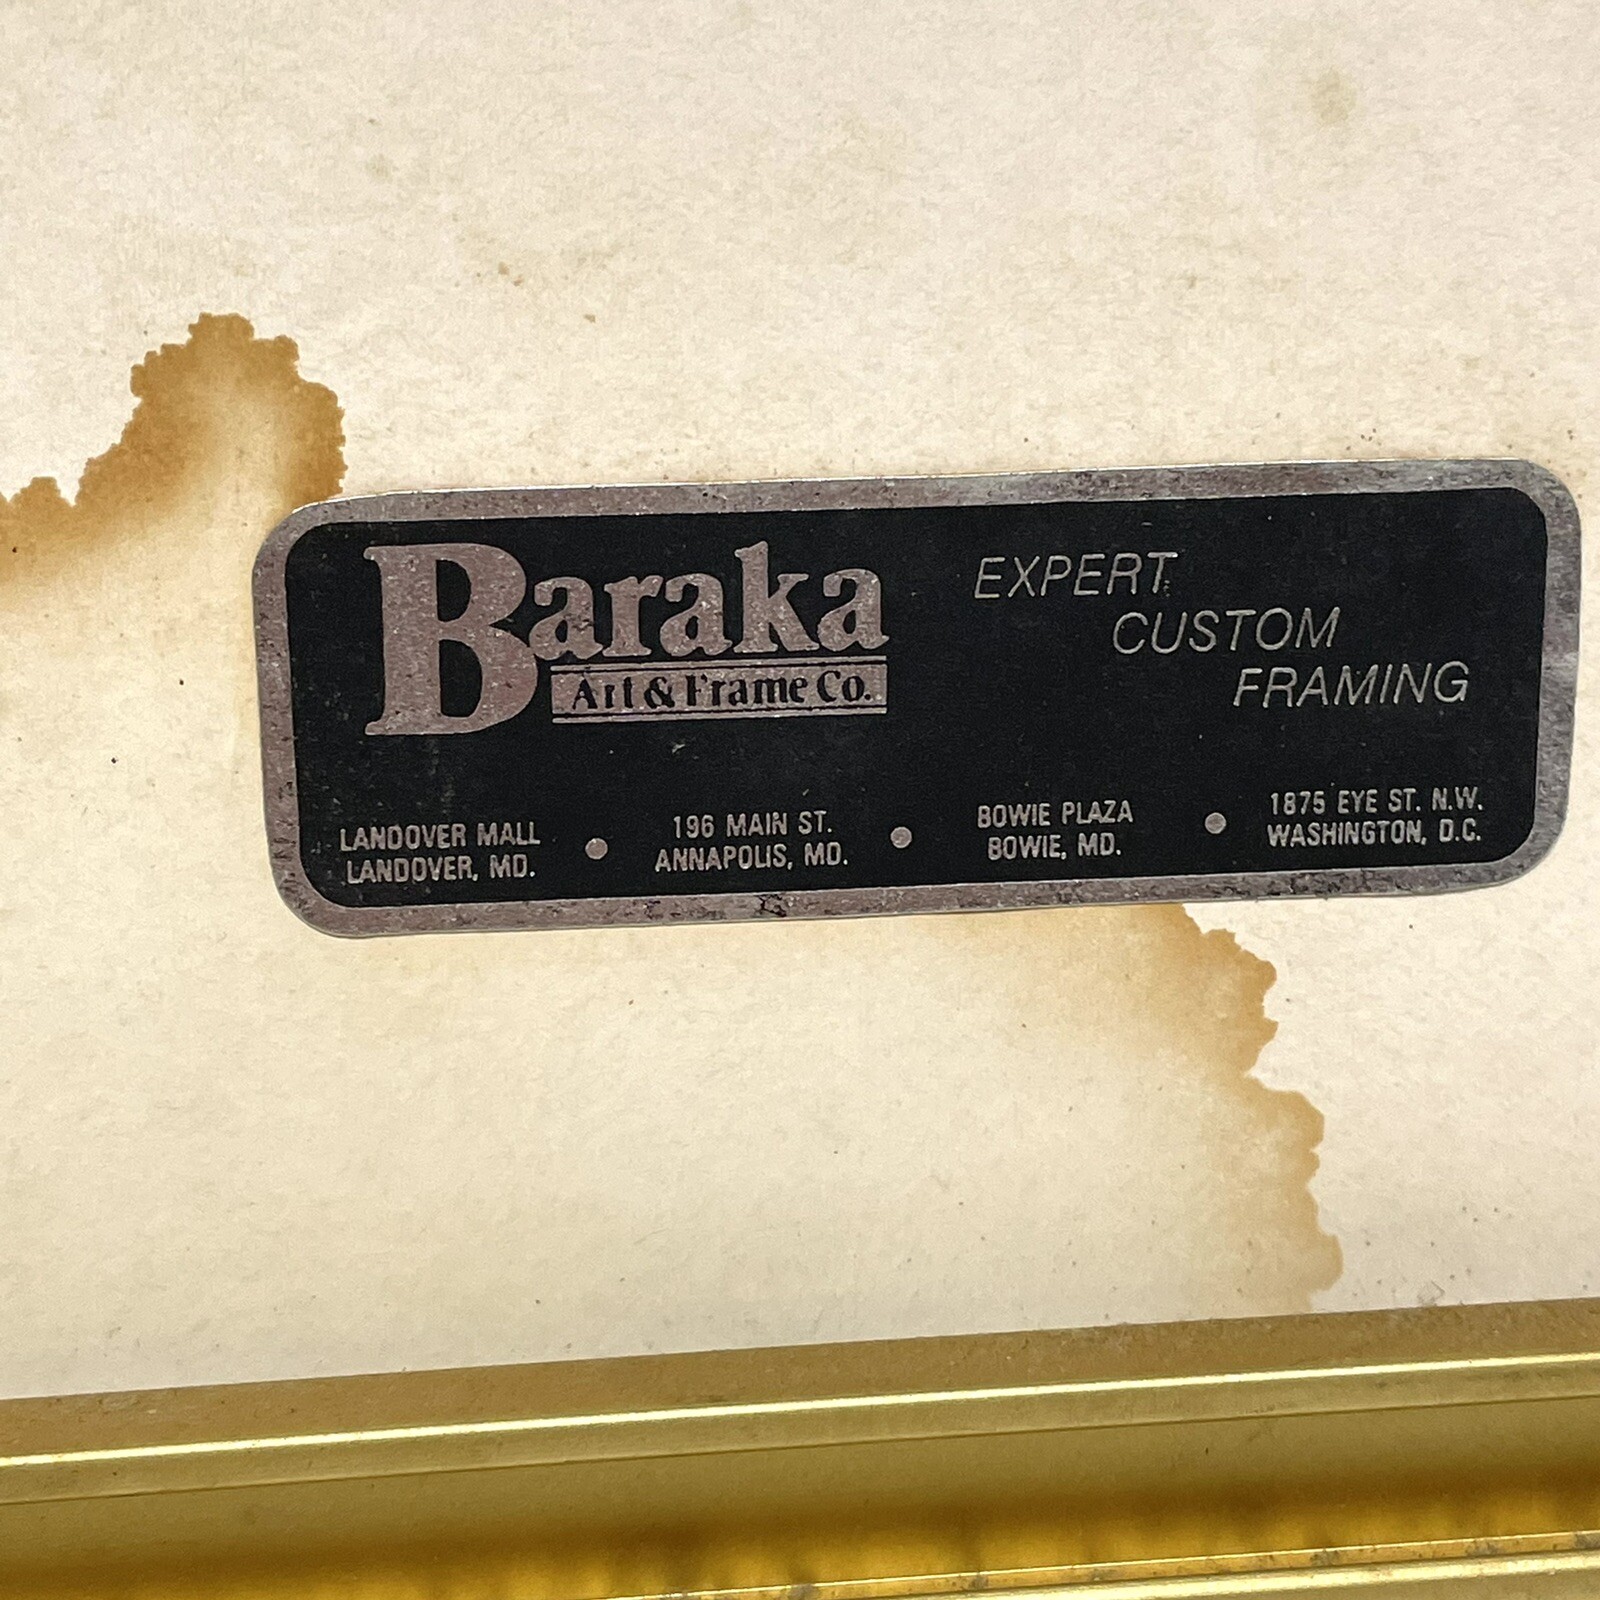 Baraka
Art & Frame Co.
EXPERT
CUSTOM
FRAMING
LANDOVER MALL
LANDOVER, MD.
196 MAIN ST.
ANNAPOLIS, MD.
BOWIE PLAZA
BOWIE, MD.
1875 EYE ST. N.W.
WASHINGTON, D.C.